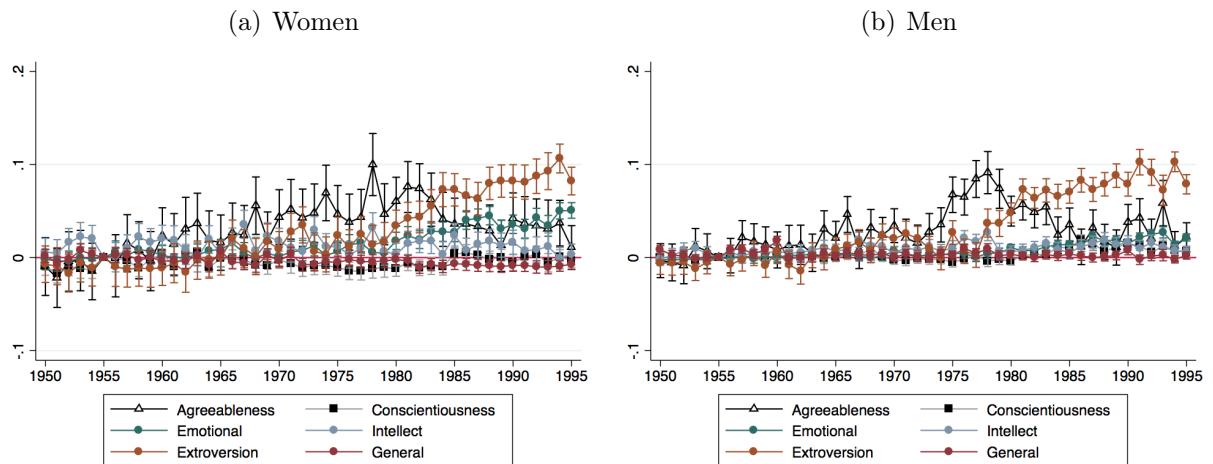 (a) Women
.2
.1
0
-.1
1950 1955 1960 1965 1970 1975 1980 1985 1990 1995
Agreeableness Conscientiousness
Emotional Intellect
Extroversion General
(b) Men
.2
.1
0
-.1
1950 1955 1960 1965 1970 1975 1980 1985 1990 1995
Agreeableness Conscientiousness
Emotional Intellect
Extroversion General